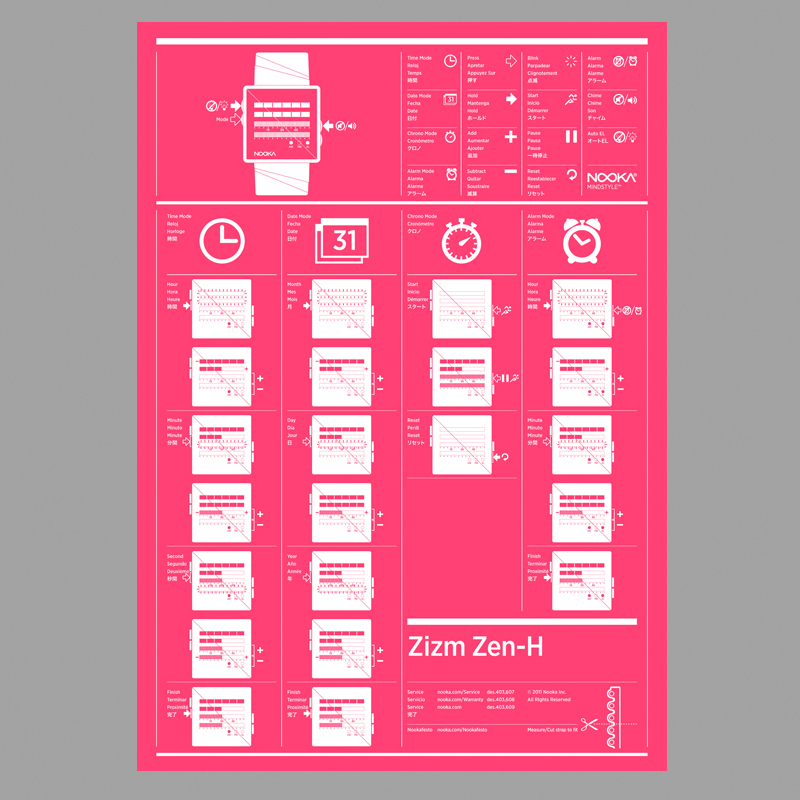 Mode
NOOKA
Time Mode
Reloj
Temps
時間
Press
Apretar
Appuyez Sur
押す
Blink
Parpadear
Clignotement
点滅
Alarm
Alarma
Alarme
アラーム
Date Mode
Fecha
Date
日付
31
Hold
Mantenga
Hold
ホールド
Start
Inicio
Démarrer
スタート
Chime
Chime
Son
チャイム
Chrono Mode
Cronómetro
クロノ
Add
Aumentar
Ajouter
追加
Pause
Pausa
Pause
一時停止
Auto EL
オートEL
Alarm Mode
Alarma
Alarme
アラーム
Subtract
Quitar
Soustraire
減算
Reset
Reestablecer
Reset
リセット
NOOKA®
MINDSTYLE™
Time Mode
Reloj
Horloge
時間
Date Mode
Fecha
Date
日付
31
Chrono Mode
Cronómetro
クロノ
Alarm Mode
Alarma
Alarme
アラーム
Hour
Hora
Heure
時間
Month
Mes
Mois
月
Start
Inicio
Démarrer
スタート
Hour
Hora
Heure
時間
Minute
Minuto
Minute
分間
Day
Día
Jour
日
Reset
Perdi
Reset
リセット
Minute
Minuto
Minute
分間
Second
Segundo
Deuxième
秒間
Year
Año
Année
年
Finish
Terminar
Proximité
完了
Zizm Zen-H
Finish
Terminar
Proximité
完了
Finish
Terminar
Proximité
完了
Service nooka.com/Service des.403,607
Servicio nooka.com/Warranty des.403,608
Service nooka.com des.403,609
完了
© 2011 Nooka Inc.
All Rights Reserved
Nookafesto nooka.com/Nookafesto
Measure/Cut strap to fit